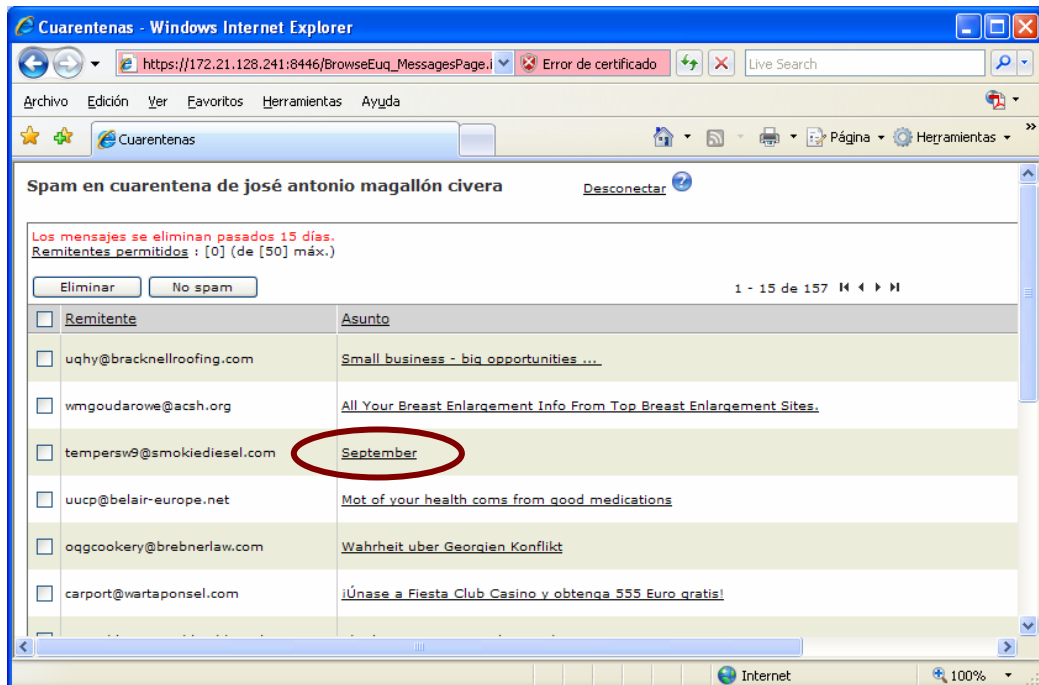 Cuarentenas - Windows Internet Explorer
https://172.21.128.241:8446/BrowseEuq_MessagesPage.i Error de certificado Live Search
Archivo Edición Ver Favoritos Herramientas Ayuda
Cuarentenas Página Herramientas »
Spam en cuarentena de josé antonio magallón civera Desconectar ?
Los mensajes se eliminan pasados 15 días.
Remitentes permitidos : [0] (de [50] máx.)
Eliminar No spam 1 - 15 de 157
Remitente Asunto
uqhy@bracknellroofing.com Small business - big opportunities ...
wmgoudarowe@acsh.org All Your Breast Enlargement Info From Top Breast Enlargement Sites.
tempersw9@smokiediesel.com September
uucp@belair-europe.net Mot of your health coms from good medications
oqgcookery@brebnerlaw.com Wahrheit uber Georgien Konflikt
carport@wartaponsel.com ¡Únase a Fiesta Club Casino y obtenga 555 Euro gratis!
Internet 100%